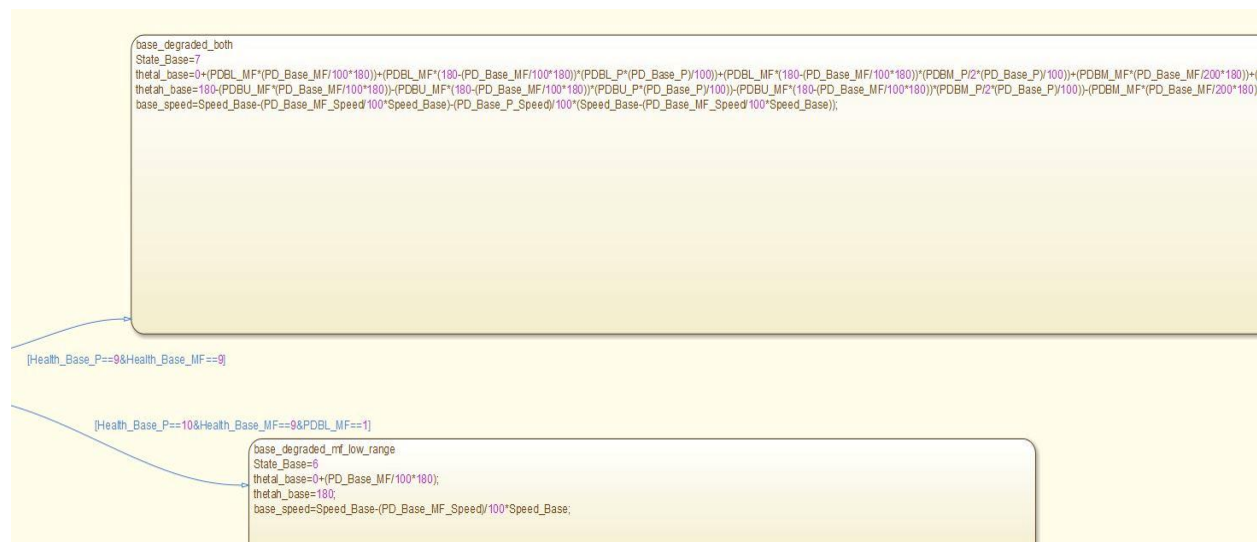 base_degraded_both
State_Base=7
thetal_base=0+(PDBL_MF*(PD_Base_MF/100*180))+(PDBL_MF*(180-(PD_Base_MF/100*180))*(PDBL_P*(PD_Base_P)/100))+(PDBL_MF*(180-(PD_Base_MF/100*180))*(PDBM_P/2*(PD_Base_P)/100))+(PDBM_MF*(PD_Base_MF/200*180))+(
thetah_base=180-(PDBU_MF*(PD_Base_MF/100*180))-(PDBU_MF*(180-(PD_Base_MF/100*180))*(PDBU_P*(PD_Base_P)/100))-(PDBU_MF*(180-(PD_Base_MF/100*180))*(PDBM_P/2*(PD_Base_P)/100))-(PDBM_MF*(PD_Base_MF/200*180)
base_speed=Speed_Base-(PD_Base_MF_Speed/100*Speed_Base)-(PD_Base_P_Speed)/100*(Speed_Base-(PD_Base_MF_Speed/100*Speed_Base));
[Health_Base_P==9&Health_Base_MF==9]
[Health_Base_P==10&Health_Base_MF==9&PDBL_MF==1]
base_degraded_mf_low_range
State_Base=6
thetal_base=0+(PD_Base_MF/100*180);
thetah_base=180;
base_speed=Speed_Base-(PD_Base_MF_Speed)/100*Speed_Base;